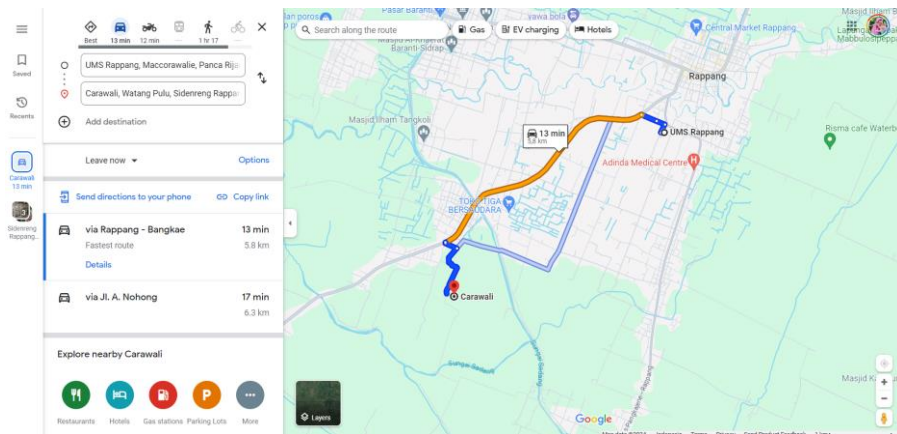 Saved
Recents
Carawali
13 min
Sidenreng
Rappang...
Best
13 min
12 min
1 hr 17
UMS Rappang, Maccorawalie, Panca Rija
Carawali, Watang Pulu, Sidenreng Rappan
Add destination
Leave now
Options
Send directions to your phone
Copy link
via Rappang - Bangkae
13 min
Fastest route
5.8 km
Details
via Jl. A. Nohong
17 min
6.3 km
Explore nearby Carawali
Restaurants
Hotels
Gas stations
Parking Lots
More
Search along the route
Gas
EV charging
Hotels
Pasar Baranti
Baranti-Sidrap
Central Market Rappang
Rappang
Masjid Ilham Tangkoli
13 min
5.8 km
UMS Rappang
Adinda Medical Centre
Risma cafe Waterbo
TOKO TIGA
BERSAUDARA
Carawali
Layers
Google